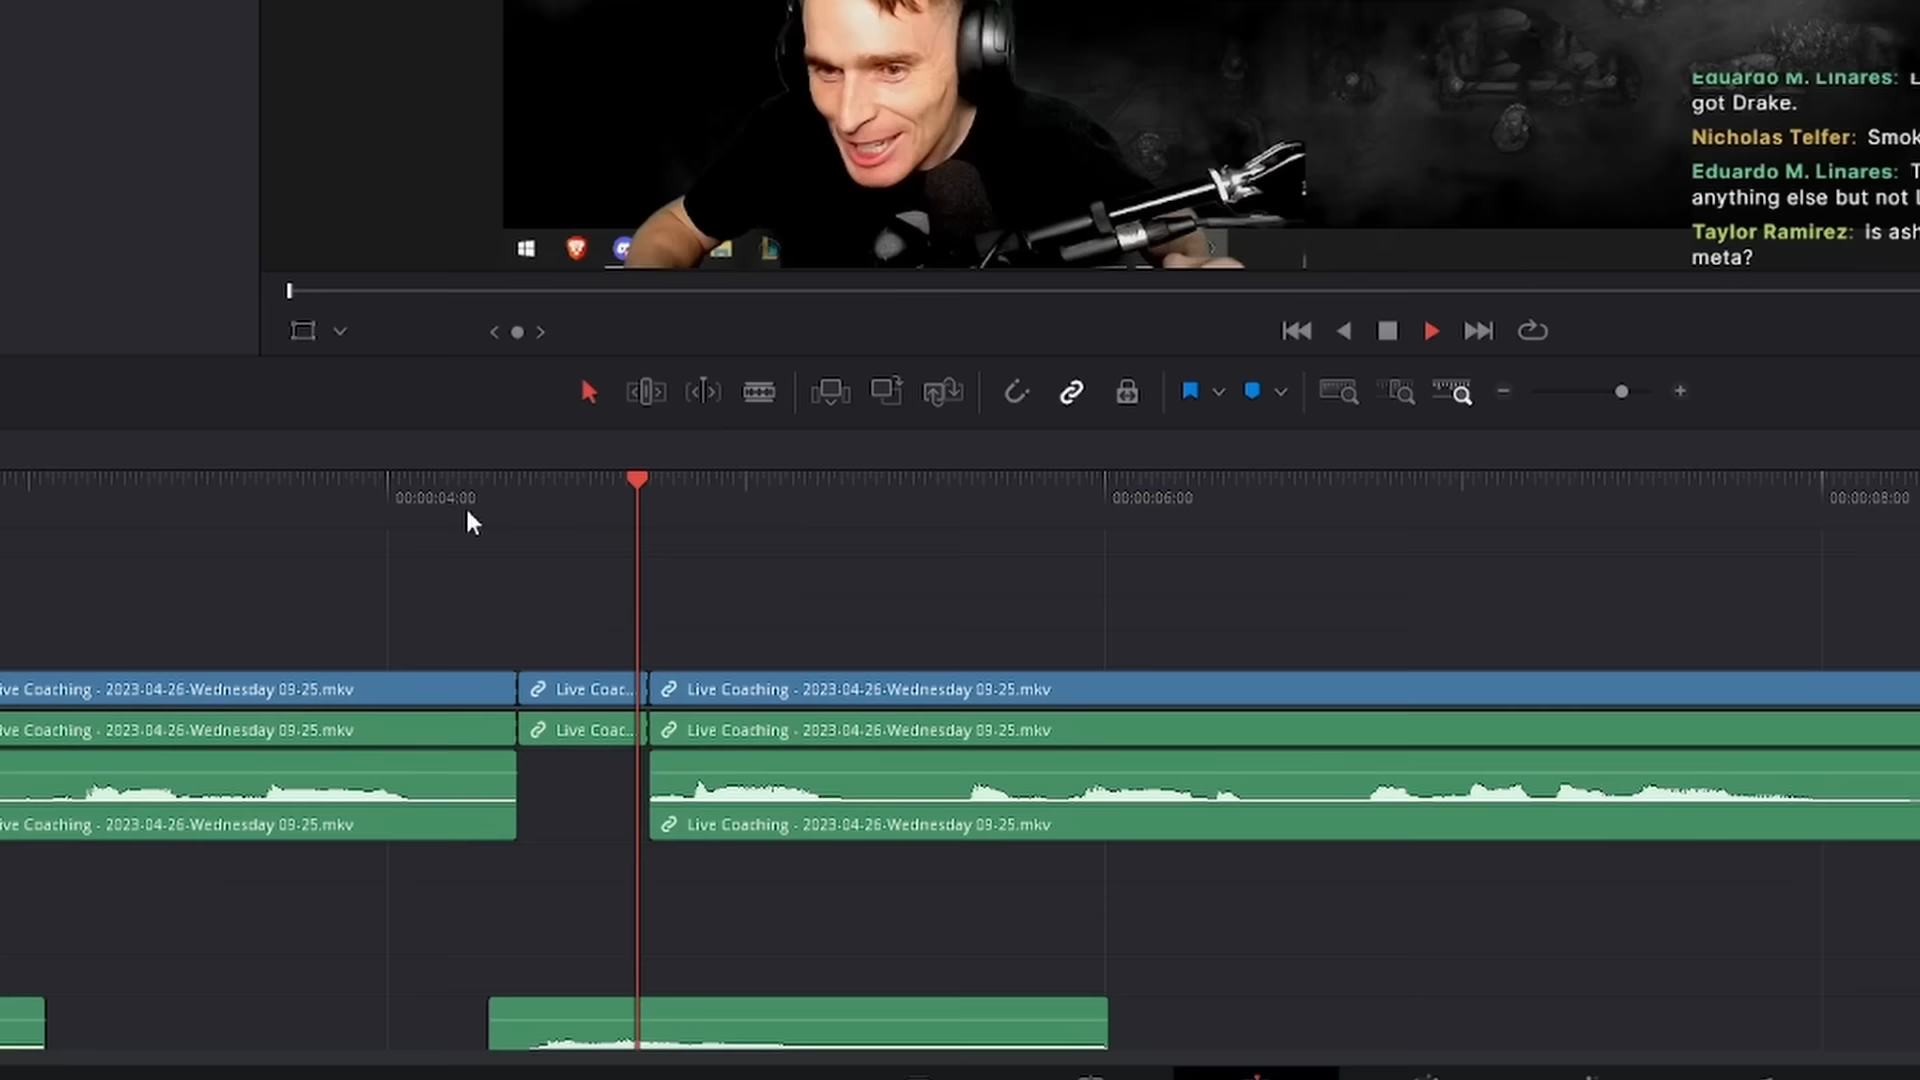 Eduardo M. Linares: L
got Drake.
Nicholas Telfer: Smok
Eduardo M. Linares: T
anything else but not l
Taylor Ramirez: is ash
meta?
00:00:04:00
00:00:06:00
00:00:08:00
ive Coaching - 2023-04-26-Wednesday 09-25.mkv
Live Coac...
Live Coaching - 2023-04-26-Wednesday 09-25.mkv
ive Coaching - 2023-04-26-Wednesday 09-25.mkv
Live Coac...
Live Coaching - 2023-04-26-Wednesday 09-25.mkv
ive Coaching - 2023-04-26-Wednesday 09-25.mkv
Live Coaching - 2023-04-26-Wednesday 09-25.mkv